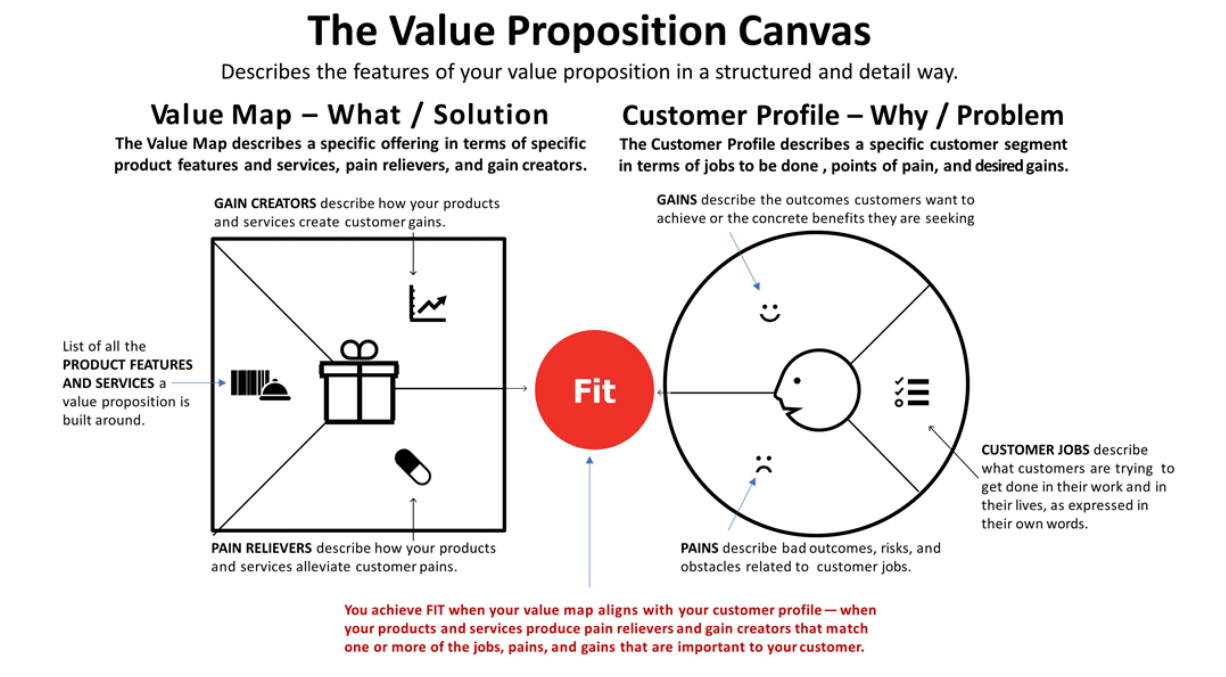 The Value Proposition Canvas
Describes the features of your value proposition in a structured and detail way.
Value Map – What / Solution
The Value Map describes a specific offering in terms of specific
product features and services, pain relievers, and gain creators.
GAIN CREATORS describe how your products
and services create customer gains.
List of all the
PRODUCT FEATURES
AND SERVICES a
value proposition is
built around.
PAIN RELIEVERS describe how your products
and services alleviate customer pains.
Fit
Customer Profile – Why / Problem
The Customer Profile describes a specific customer segment
in terms of jobs to be done , points of pain, and desired gains.
GAINS describe the outcomes customers want to
achieve or the concrete benefits they are seeking
CUSTOMER JOBS describe
what customers are trying to
get done in their work and in
their lives, as expressed in
their own words.
PAINS describe bad outcomes, risks, and
obstacles related to customer jobs.
You achieve FIT when your value map aligns with your customer profile — when
your products and services produce pain relievers and gain creators that match
one or more of the jobs, pains, and gains that are important to your customer.